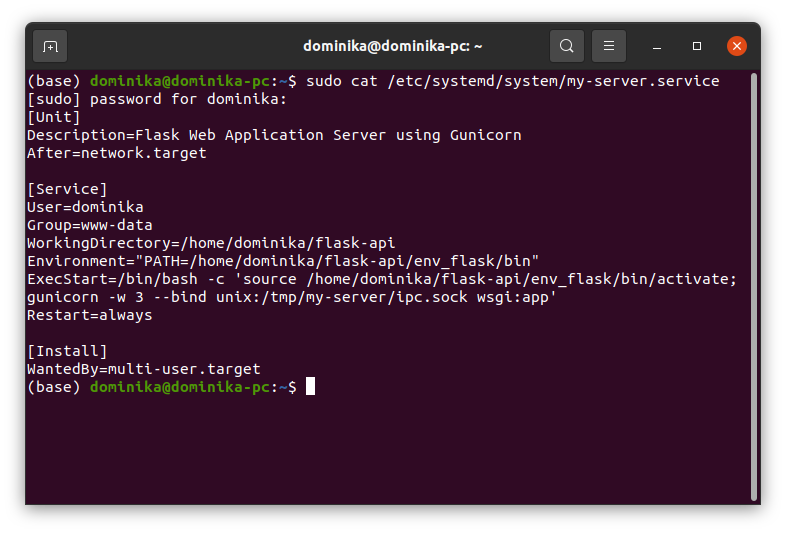 dominika@dominika-pc: ~
(base) dominika@dominika-pc:~$ sudo cat /etc/systemd/system/my-server.service
[sudo] password for dominika:
[Unit]
Description=Flask Web Application Server using Gunicorn
After=network.target
[Service]
User=dominika
Group=www-data
WorkingDirectory=/home/dominika/flask-api
Environment="PATH=/home/dominika/flask-api/env_flask/bin"
ExecStart=/bin/bash -c 'source /home/dominika/flask-api/env_flask/bin/activate;
gunicorn -w 3 --bind unix:/tmp/my-server/ipc.sock wsgi:app'
Restart=always
[Install]
WantedBy=multi-user.target
(base) dominika@dominika-pc:~$